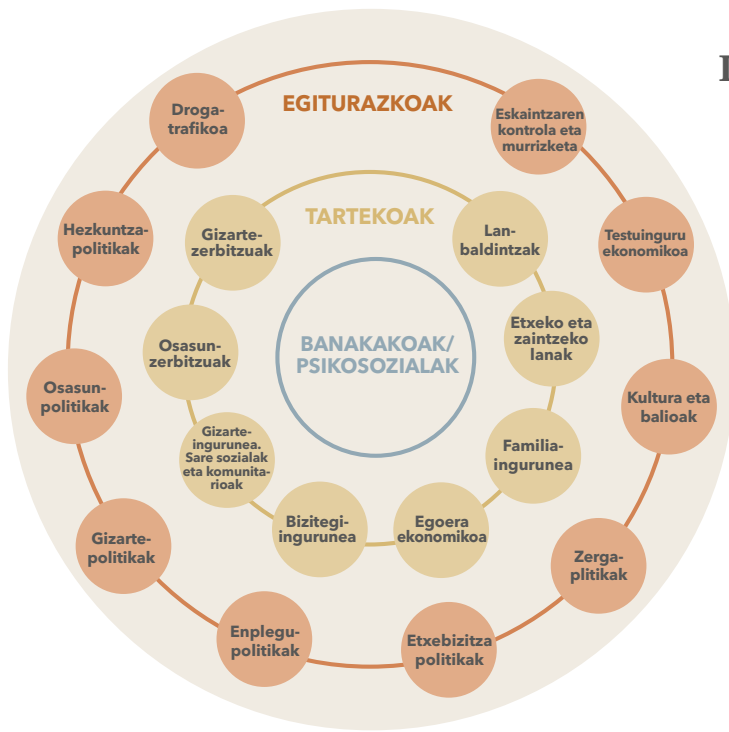 EGITURAZKOAK
Droga-
trafikoa
Eskaintzaren
kontrola eta
murrizketa
Hezkuntza-
politikak
Testuinguru
ekonomikoa
Osasun-
politikak
Kultura eta
balioak
Gizarte-
politikak
Zerga-
plitikak
Enplegu-
politikak
Etxebizitza
politikak
TARTEKOAK
Gizarte-
zerbitzuak
Lan-
baldintzak
Osasun-
zerbitzuak
Etxeko eta
zaintzeko
lanak
Gizarte-
ingurunea.
Sare sozialak
eta komunita-
rioak
Familia-
ingurunea
Bizitegi-
ingurunea
Egoera
ekonomikoa
BANAKAKOAK/
PSIKOSOZIALAK